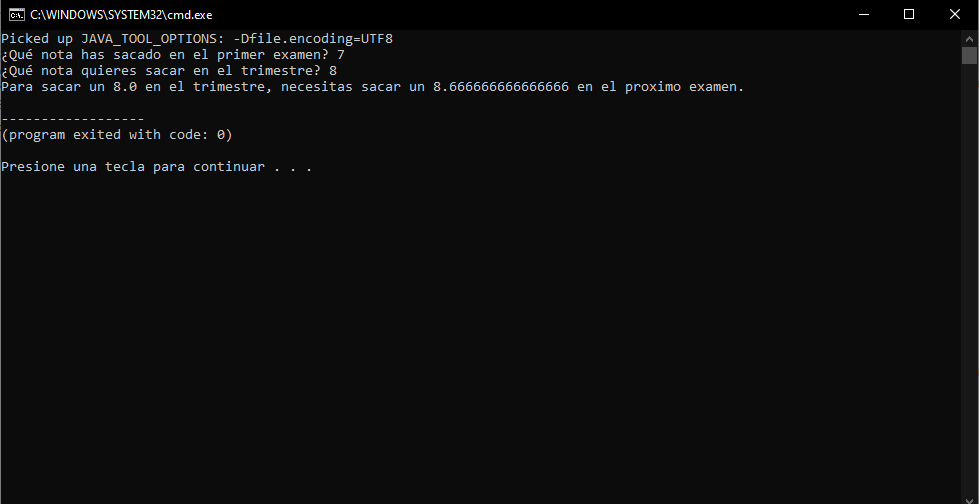 C:\WINDOWS\SYSTEM32\cmd.exe
Picked up JAVA_TOOL_OPTIONS: -Dfile.encoding=UTF8
¿Qué nota has sacado en el primer examen? 7
¿Qué nota quieres sacar en el trimestre? 8
Para sacar un 8.0 en el trimestre, necesitas sacar un 8.666666666666666 en el proximo examen.
------------------
(program exited with code: 0)
Presione una tecla para continuar . . .